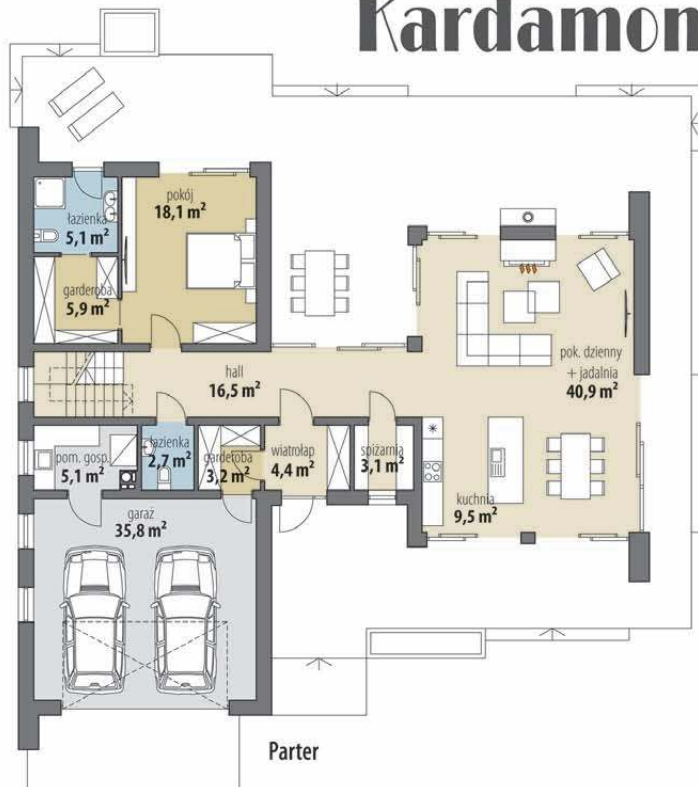 Kardamon
pokój
18,1 m²
łazienka
5,1 m²
garderoba
5,9 m²
hall
16,5 m²
pok. dzienny
+ jadalnia
40,9 m²
pom. gosp.
5,1 m²
łazienka
2,7 m²
garderoba
3,2 m²
wiatrołap
4,4 m²
spiżarnia
3,1 m²
kuchnia
9,5 m²
garaż
35,8 m²
Parter